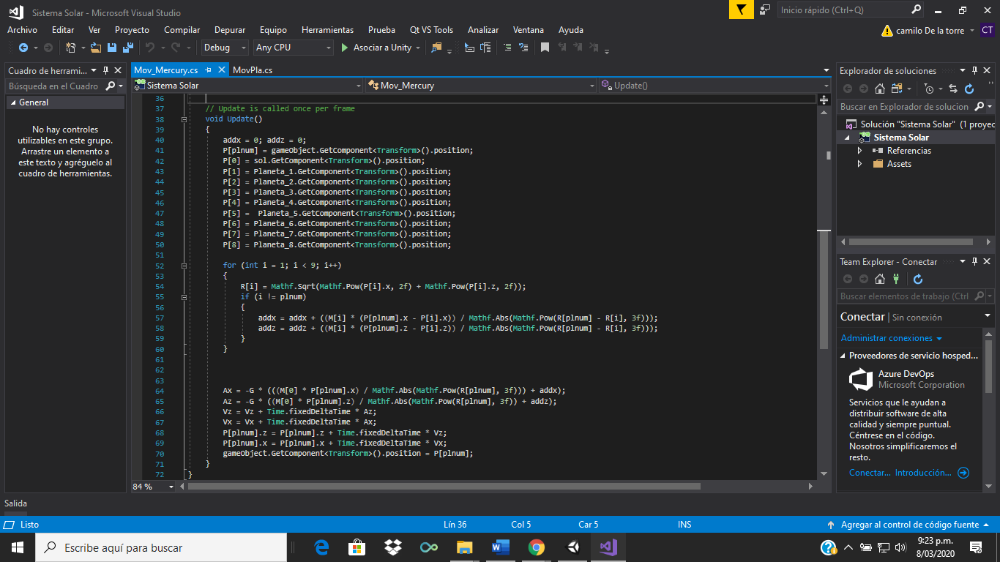 Sistema Solar - Microsoft Visual Studio
Inicio rápido (Ctrl+Q)
Archivo Editar Ver Proyecto Compilar Depurar Equipo Herramientas Prueba Qt VS Tools Analizar Ventana Ayuda
camilo De la torre CT
Debug Any CPU Asociar a Unity
Cuadro de herrami...
Búsqueda en el Cuadro
General
No hay controles
utilizables en este grupo.
Arrastre un elemento a
este texto y agréguelo al
cuadro de herramientas.
Mov_Mercury.cs MovPla.cs
Sistema Solar Mov_Mercury Update()
36
37 // Update is called once per frame
38 void Update()
39 {
40 addx = 0; addz = 0;
41 P[plnum] = gameObject.GetComponent<Transform>().position;
42 P[0] = sol.GetComponent<Transform>().position;
43 P[1] = Planeta_1.GetComponent<Transform>().position;
44 P[2] = Planeta_2.GetComponent<Transform>().position;
45 P[3] = Planeta_3.GetComponent<Transform>().position;
46 P[4] = Planeta_4.GetComponent<Transform>().position;
47 P[5] =  Planeta_5.GetComponent<Transform>().position;
48 P[6] = Planeta_6.GetComponent<Transform>().position;
49 P[7] = Planeta_7.GetComponent<Transform>().position;
50 P[8] = Planeta_8.GetComponent<Transform>().position;
51
52 for (int i = 1; i < 9; i++)
53 {
54 R[i] = Mathf.Sqrt(Mathf.Pow(P[i].x, 2f) + Mathf.Pow(P[i].z, 2f));
55 if (i != plnum)
56 {
57 addx = addx + ((M[i] * (P[plnum].x - P[i].x)) / Mathf.Abs(Mathf.Pow(R[plnum] - R[i], 3f)));
58 addz = addz + ((M[i] * (P[plnum].z - P[i].z)) / Mathf.Abs(Mathf.Pow(R[plnum] - R[i], 3f)));
59 }
60 }
61
62
63
64 Ax = -G * (((M[0] * P[plnum].x) / Mathf.Abs(Mathf.Pow(R[plnum], 3f))) + addx);
65 Az = -G * ((M[0] * P[plnum].z) / Mathf.Abs(Mathf.Pow(R[plnum], 3f)) + addz);
66 Vz = Vz + Time.fixedDeltaTime * Az;
67 Vx = Vx + Time.fixedDeltaTime * Ax;
68 P[plnum].z = P[plnum].z + Time.fixedDeltaTime * Vz;
69 P[plnum].x = P[plnum].x + Time.fixedDeltaTime * Vx;
70 gameObject.GetComponent<Transform>().position = P[plnum];
71 }
72 }
84 %
Explorador de soluciones
Buscar en Explorador de solucion
Solución "Sistema Solar" (1 proyec
Sistema Solar
Referencias
Assets
Team Explorer - Conectar
Buscar elementos de trabajo (Ctrl
Conectar | Sin conexión
Administrar conexiones
Proveedores de servicio hosped...
Azure DevOps
Microsoft Corporation
Servicios que le ayudan a
distribuir software de alta
calidad y siempre puntual.
Céntrese en el código.
Nosotros simplificaremos el
resto.
Conectar... Introducción...
Salida
Listo Lín 36 Col 5 Car 5 INS Agregar al control de código fuente
Escribe aquí para buscar
9:23 p.m.
8/03/2020